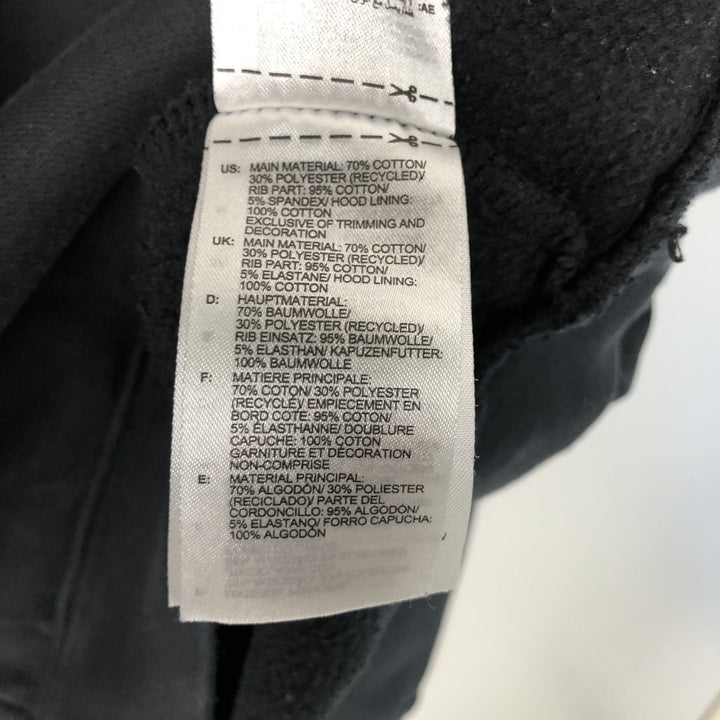 :AE
US: MAIN MATERIAL: 70% COTTON/
30% POLYESTER (RECYCLED)/
RIB PART: 95% COTTON/
5% SPANDEX/ HOOD LINING:
100% COTTON
EXCLUSIVE OF TRIMMING AND
DECORATION
UK: MAIN MATERIAL: 70% COTTON/
30% POLYESTER (RECYCLED)/
RIB PART: 95% COTTON/
5% ELASTANE/ HOOD LINING:
100% COTTON
D: HAUPTMATERIAL:
70% BAUMWOLLE/
30% POLYESTER (RECYCLED)/
RIB EINSATZ: 95% BAUMWOLLE/
5% ELASTHAN/ KAPUZENFUTTER:
100% BAUMWOLLE
F: MATIERE PRINCIPALE:
70% COTON/ 30% POLYESTER
(RECYCLÉ)/ EMPIECEMENT EN
BORD COTE: 95% COTON/
5% ÉLASTHANNE/ DOUBLURE
CAPUCHE: 100% COTON
GARNITURE ET DÉCORATION
NON-COMPRISE
E: MATERIAL PRINCIPAL:
70% ALGODÓN/ 30% POLIESTER
(RECICLADO)/ PARTE DEL
CORDONCILLO: 95% ALGODÓN/
5% ELASTANO/ FORRO CAPUCHA:
100% ALGODÓN